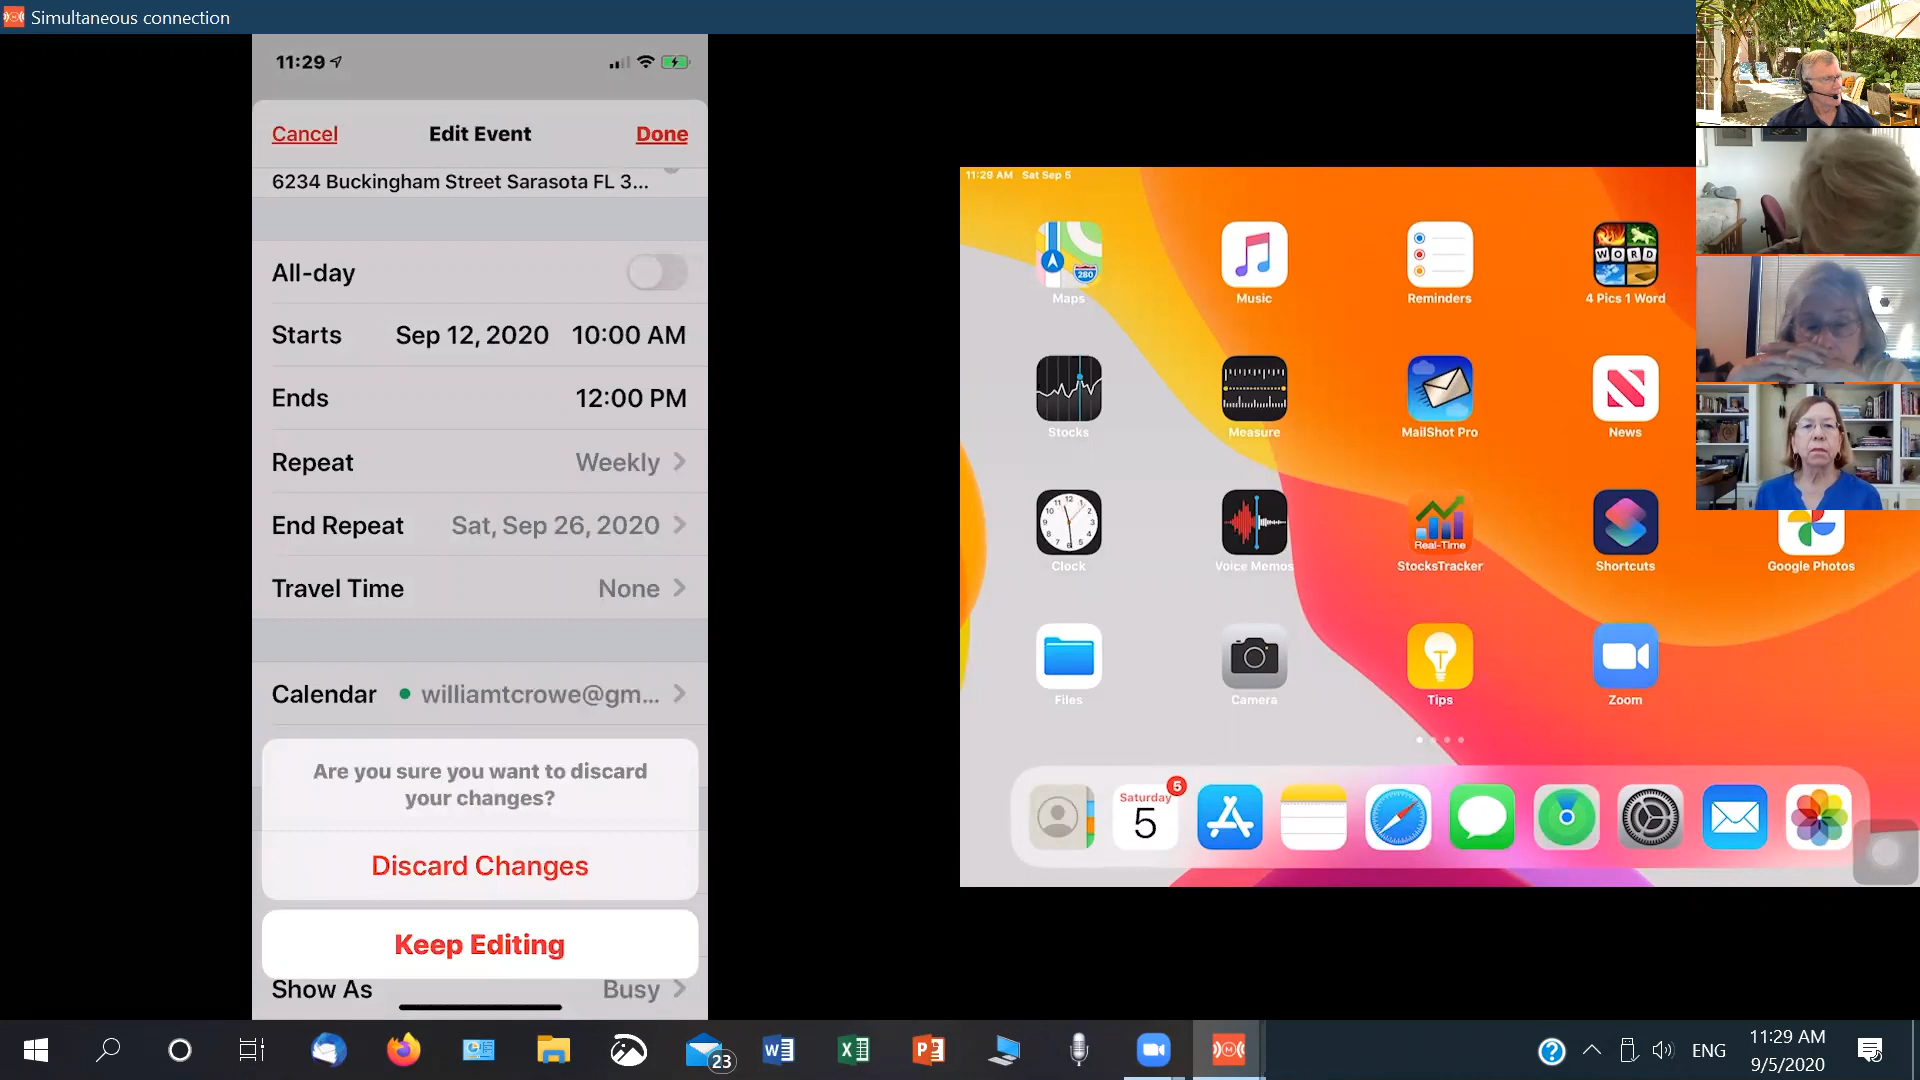 Simultaneous connection
11:29
Cancel Edit Event Done
6234 Buckingham Street Sarasota FL 3...
All-day
Starts Sep 12, 2020 10:00 AM
Ends 12:00 PM
Repeat Weekly
End Repeat Sat, Sep 26, 2020
Travel Time None
Calendar williamtcrowe@gm...
Are you sure you want to discard
your changes?
Discard Changes
Keep Editing
Show As Busy
11:29 AM Sat Sep 5
280
WORD
Maps Music Reminders 4 Pics 1 Word
Stocks Measure MailShot Pro News
Real-Time
Clock Voice Memos StocksTracker Shortcuts Google Photos
Files Camera Tips Zoom
5
Saturday
5
23
ENG
11:29 AM
9/5/2020